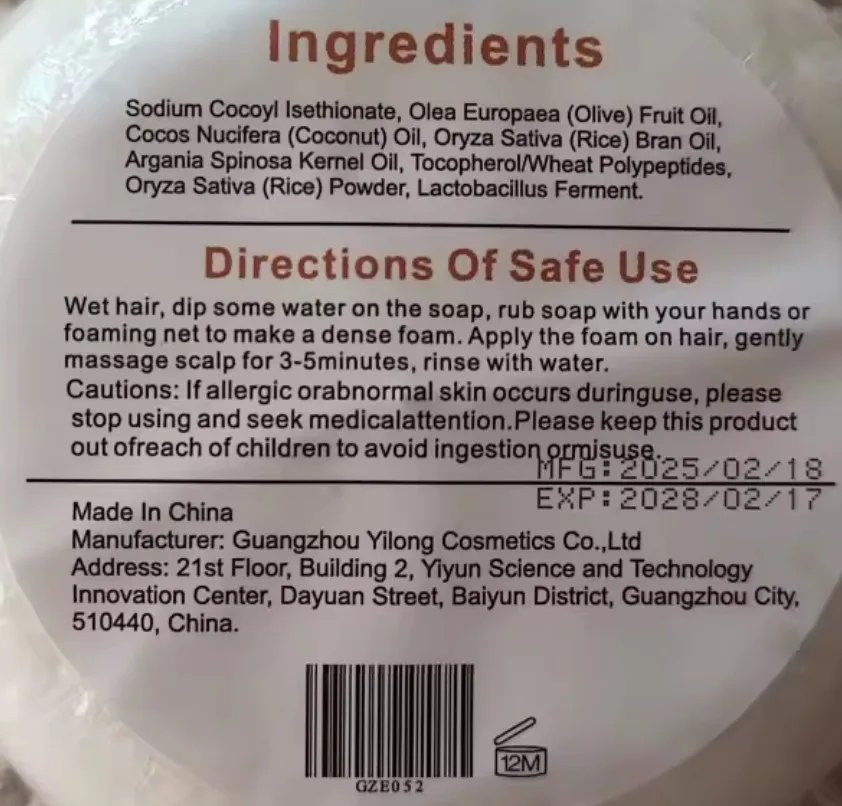 Ingredients
Sodium Cocoyl Isethionate, Olea Europaea (Olive) Fruit Oil,
Cocos Nucifera (Coconut) Oil, Oryza Sativa (Rice) Bran Oil,
Argania Spinosa Kernel Oil, Tocopherol/Wheat Polypeptides,
Oryza Sativa (Rice) Powder, Lactobacillus Ferment.
Directions Of Safe Use
Wet hair, dip some water on the soap, rub soap with your hands or
foaming net to make a dense foam. Apply the foam on hair, gently
massage scalp for 3-5minutes, rinse with water.
Cautions: If allergic orabnormal skin occurs duringuse, please
stop using and seek medicalattention.Please keep this product
out ofreach of children to avoid ingestion ormisuse.
MFG:2025/02/18
EXP:2028/02/17
Made In China
Manufacturer: Guangzhou Yilong Cosmetics Co.,Ltd
Address: 21st Floor, Building 2, Yiyun Science and Technology
Innovation Center, Dayuan Street, Baiyun District, Guangzhou City,
510440, China.
GZE052
12M